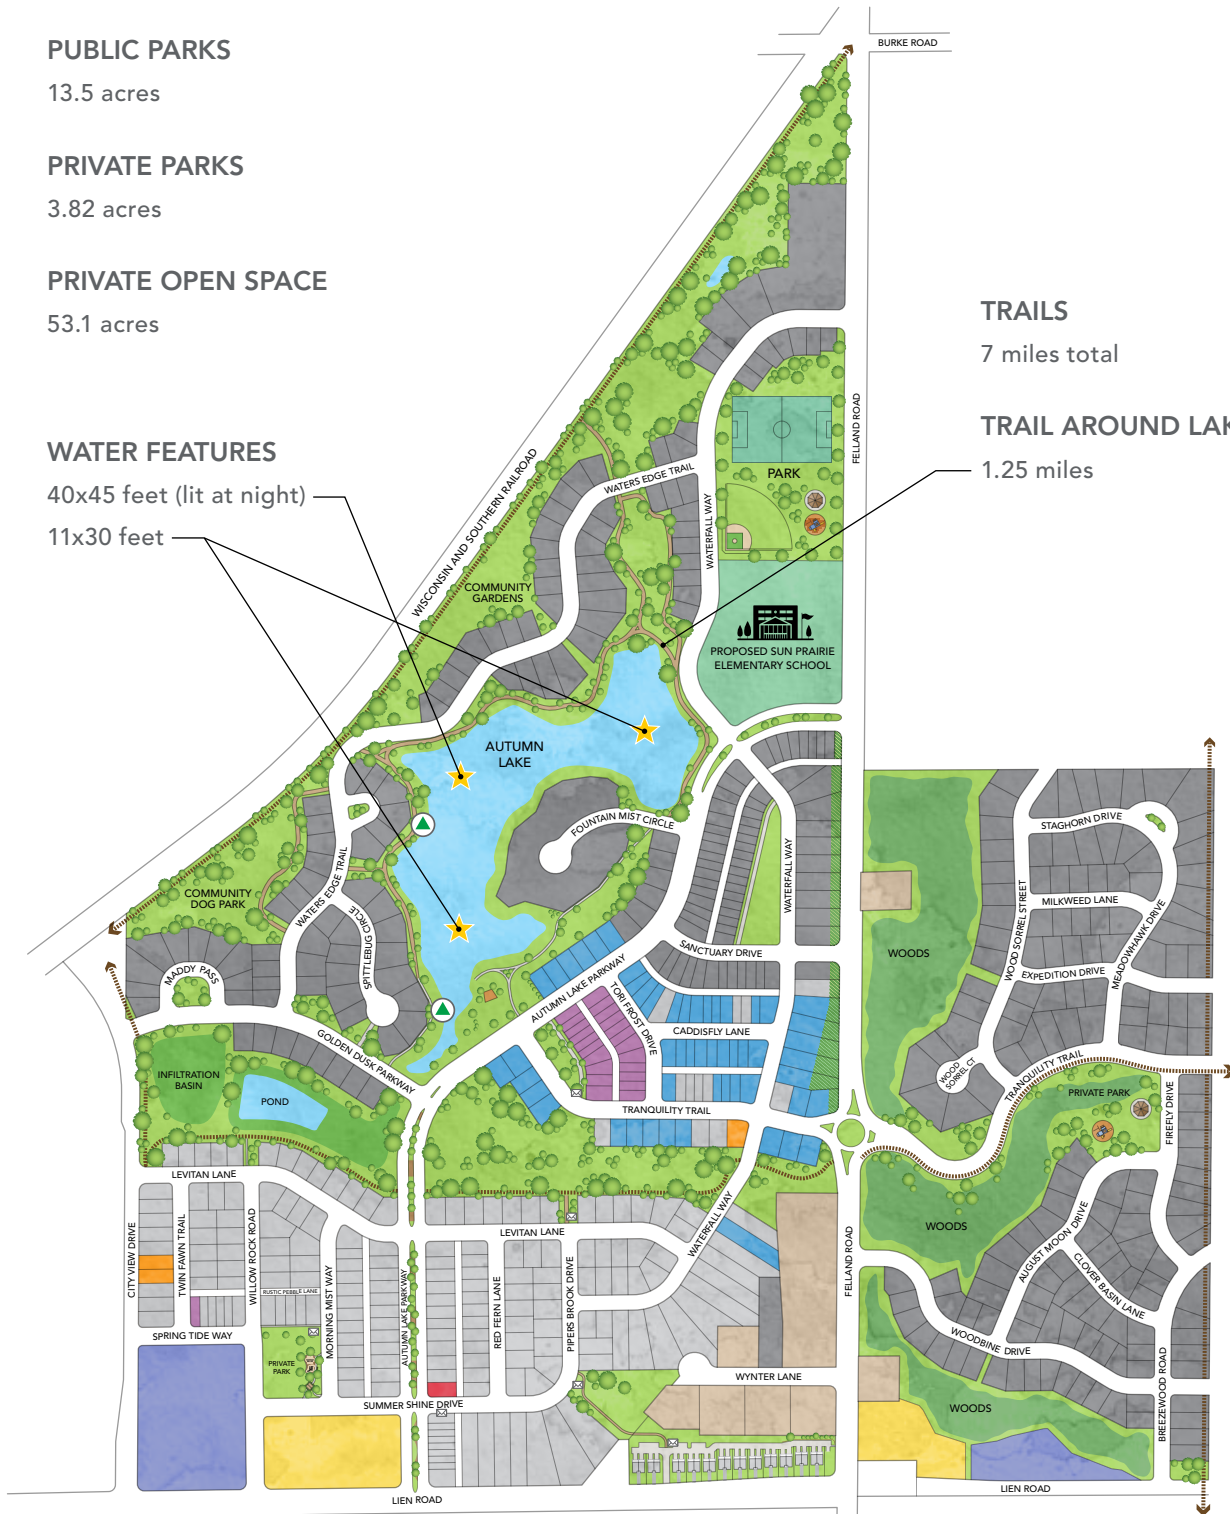 PUBLIC PARKS
13.5 acres
PRIVATE PARKS
3.82 acres
PRIVATE OPEN SPACE
53.1 acres
WATER FEATURES
40x45 feet (lit at night)
11x30 feet
TRAILS
7 miles total
TRAIL AROUND LAK
1.25 miles
BURKE ROAD
FELLAND ROAD
WISCONSIN AND SOUTHERN RAILROAD
WATERS EDGE TRAIL
PARK
WATERFALL WAY
COMMUNITY
GARDENS
PROPOSED SUN PRAIRIE
ELEMENTARY SCHOOL
AUTUMN
LAKE
FOUNTAIN MIST CIRCLE
STAGHORN DRIVE
COMMUNITY
DOG PARK
WATERS EDGE TRAIL
SPITTLEBUG CIRCLE
WATERFALL WAY
WOOD SORREL STREET
MILKWEED LANE
MEADOWHAWK DRIVE
WOODS
SANCTUARY DRIVE
EXPEDITION DRIVE
MADDY PASS
AUTUMN LAKE PARKWAY
TORI FROST DRIVE
CADDISFLY LANE
GOLDEN DUSK PARKWAY
INFILTRATION
BASIN
POND
TRANQUILITY TRAIL
WOOD
SORREL CT
TRANQUILITY TRAIL
PRIVATE PARK
FIREFLY DRIVE
LEVITAN LANE
LEVITAN LANE
WATERFALL WAY
WOODS
AUGUST MOON DRIVE
CLOVER BASIN LANE
CITY VIEW DRIVE
TWIN FAWN TRAIL
WILLOW ROCK ROAD
RUSTIC PEBBLE LANE
MORNING MIST WAY
AUTUMN LAKE PARKWAY
RED FERN LANE
PIPERS BROOK DRIVE
FELLAND ROAD
SPRING TIDE WAY
PRIVATE
PARK
WOODBINE DRIVE
BREEZEWOOD ROAD
WYNTER LANE
SUMMER SHINE DRIVE
WOODS
LIEN ROAD
LIEN ROAD